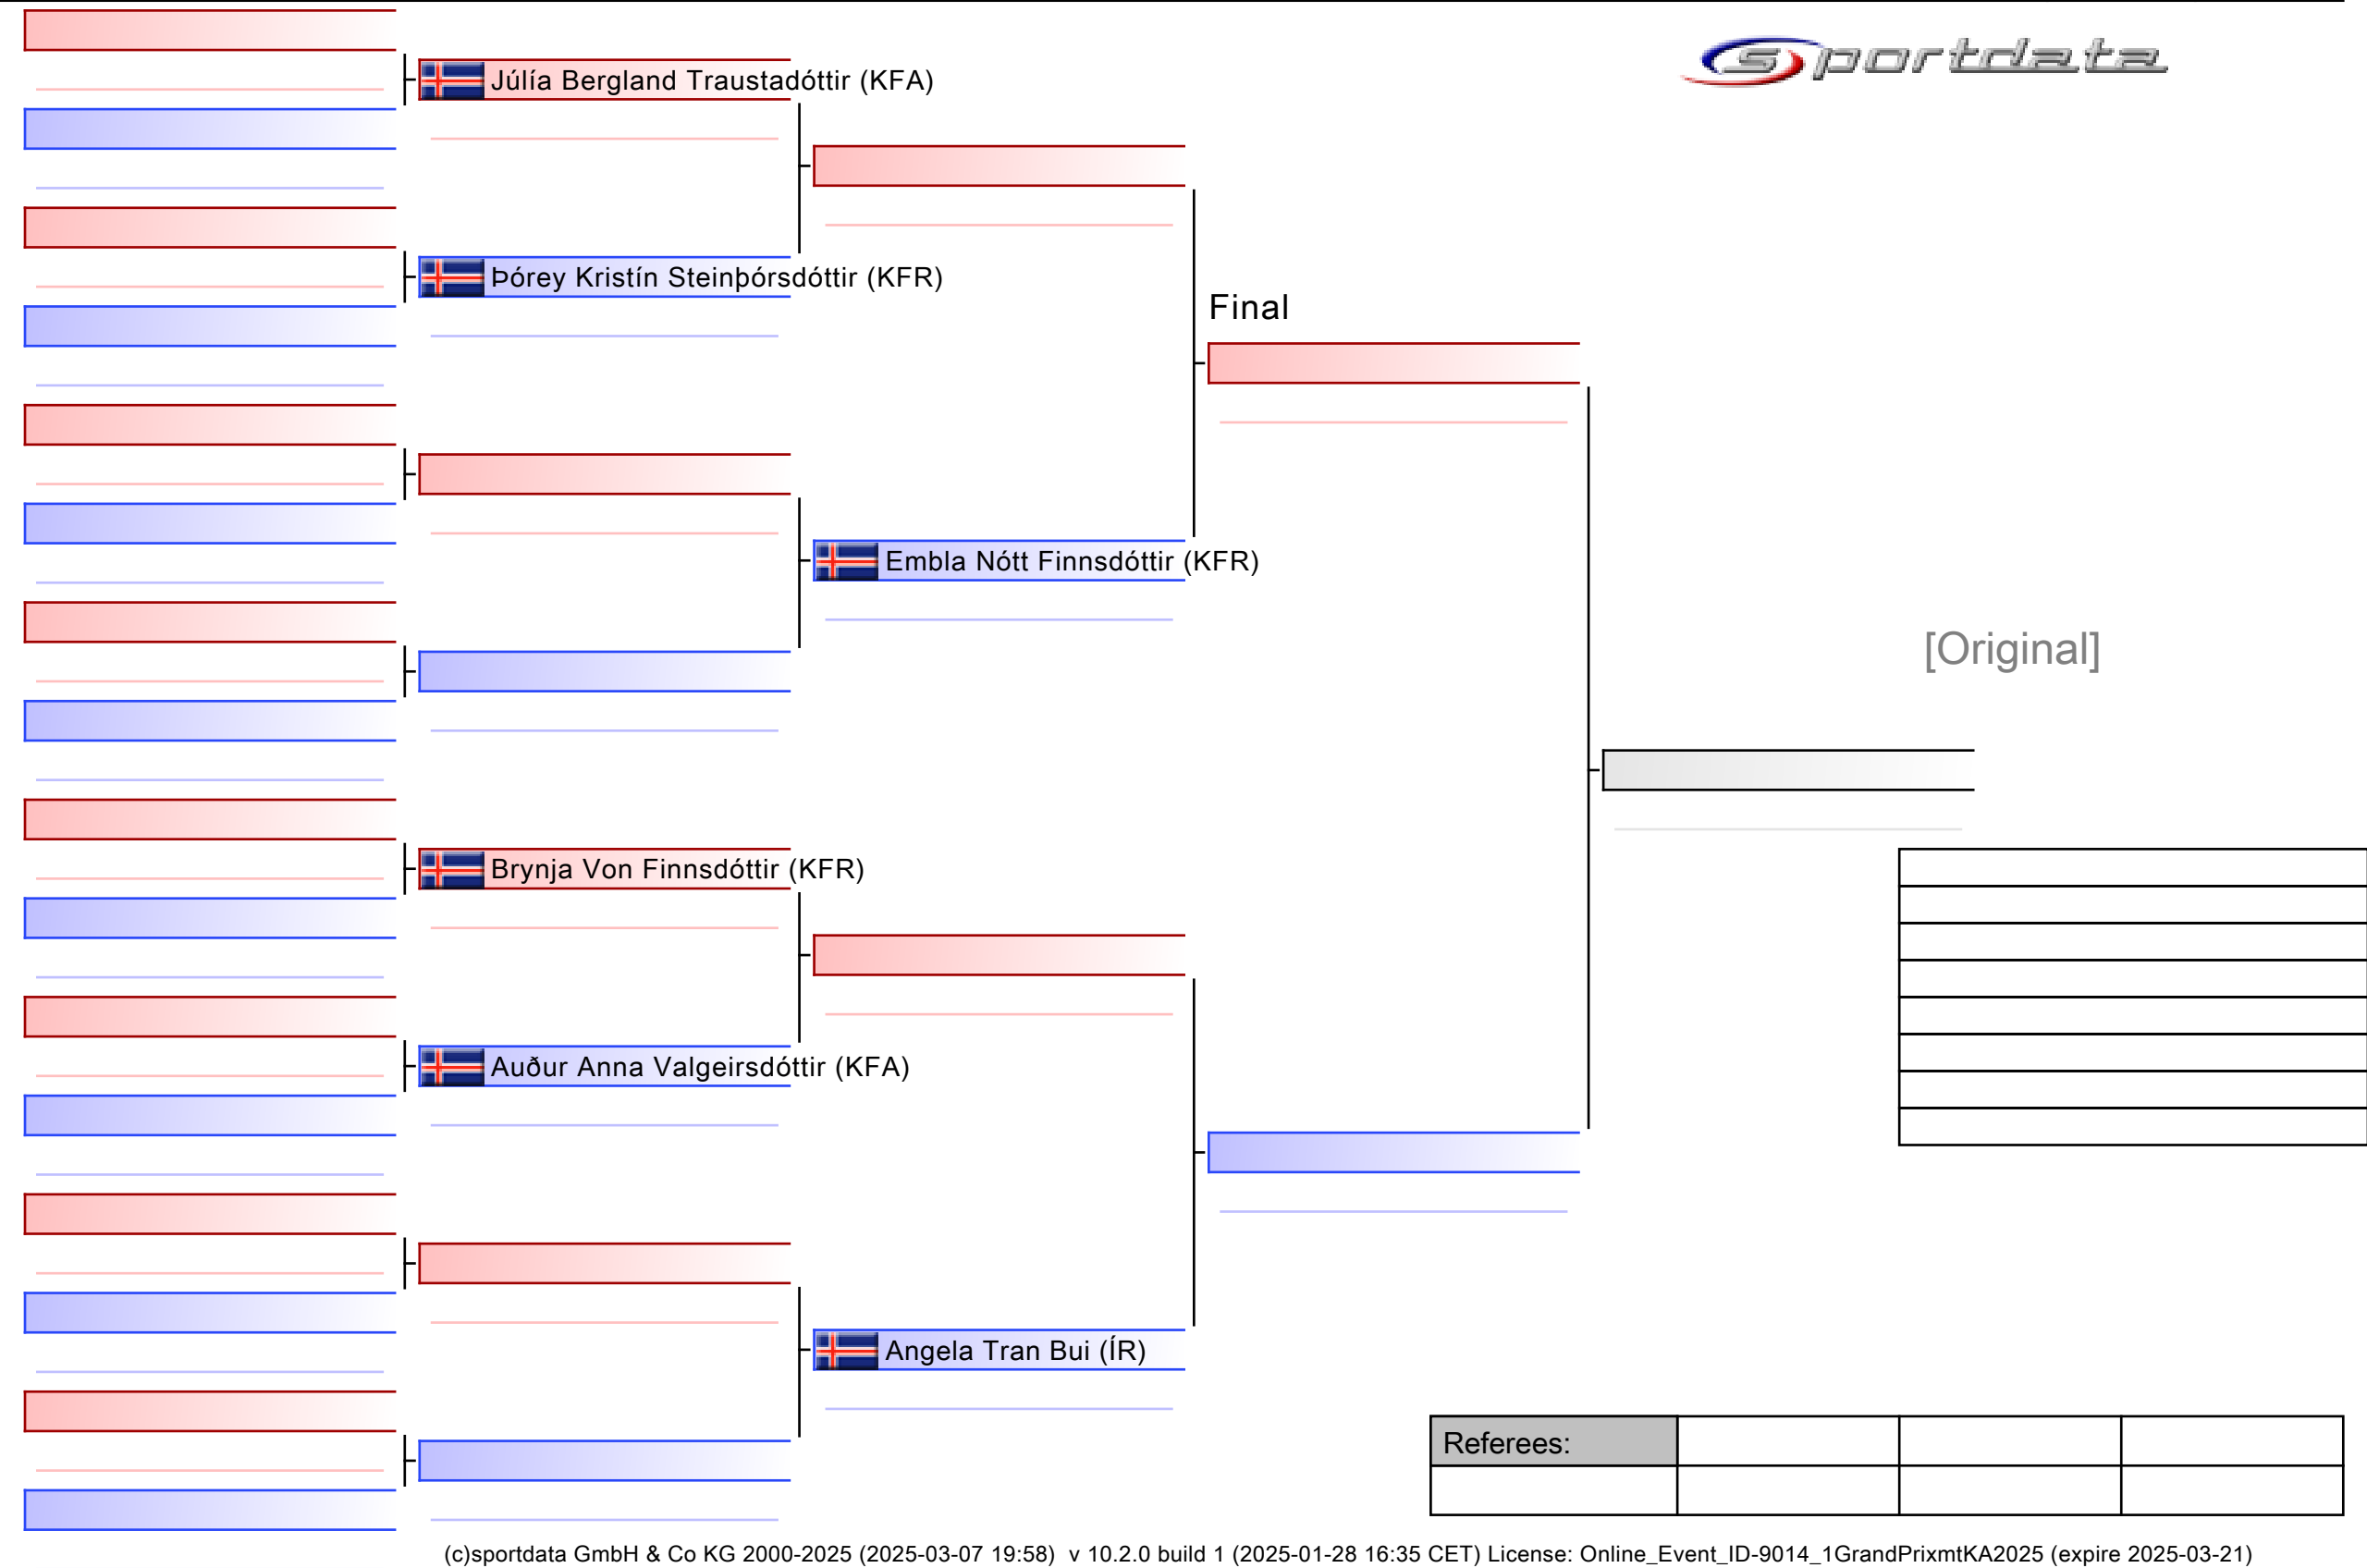 sportdata
Júlía Bergland Traustadóttir (KFA)
Þórey Kristín Steinþórsdóttir (KFR)
Final
Embla Nótt Finnsdóttir (KFR)
[Original]
Brynja Von Finnsdóttir (KFR)
Auður Anna Valgeirsdóttir (KFA)
Angela Tran Bui (ÍR)
Referees:
(c)sportdata GmbH & Co KG 2000-2025 (2025-03-07 19:58)  v 10.2.0 build 1 (2025-01-28 16:35 CET) License: Online_Event_ID-9014_1GrandPrixmtKA2025 (expire 2025-03-21)